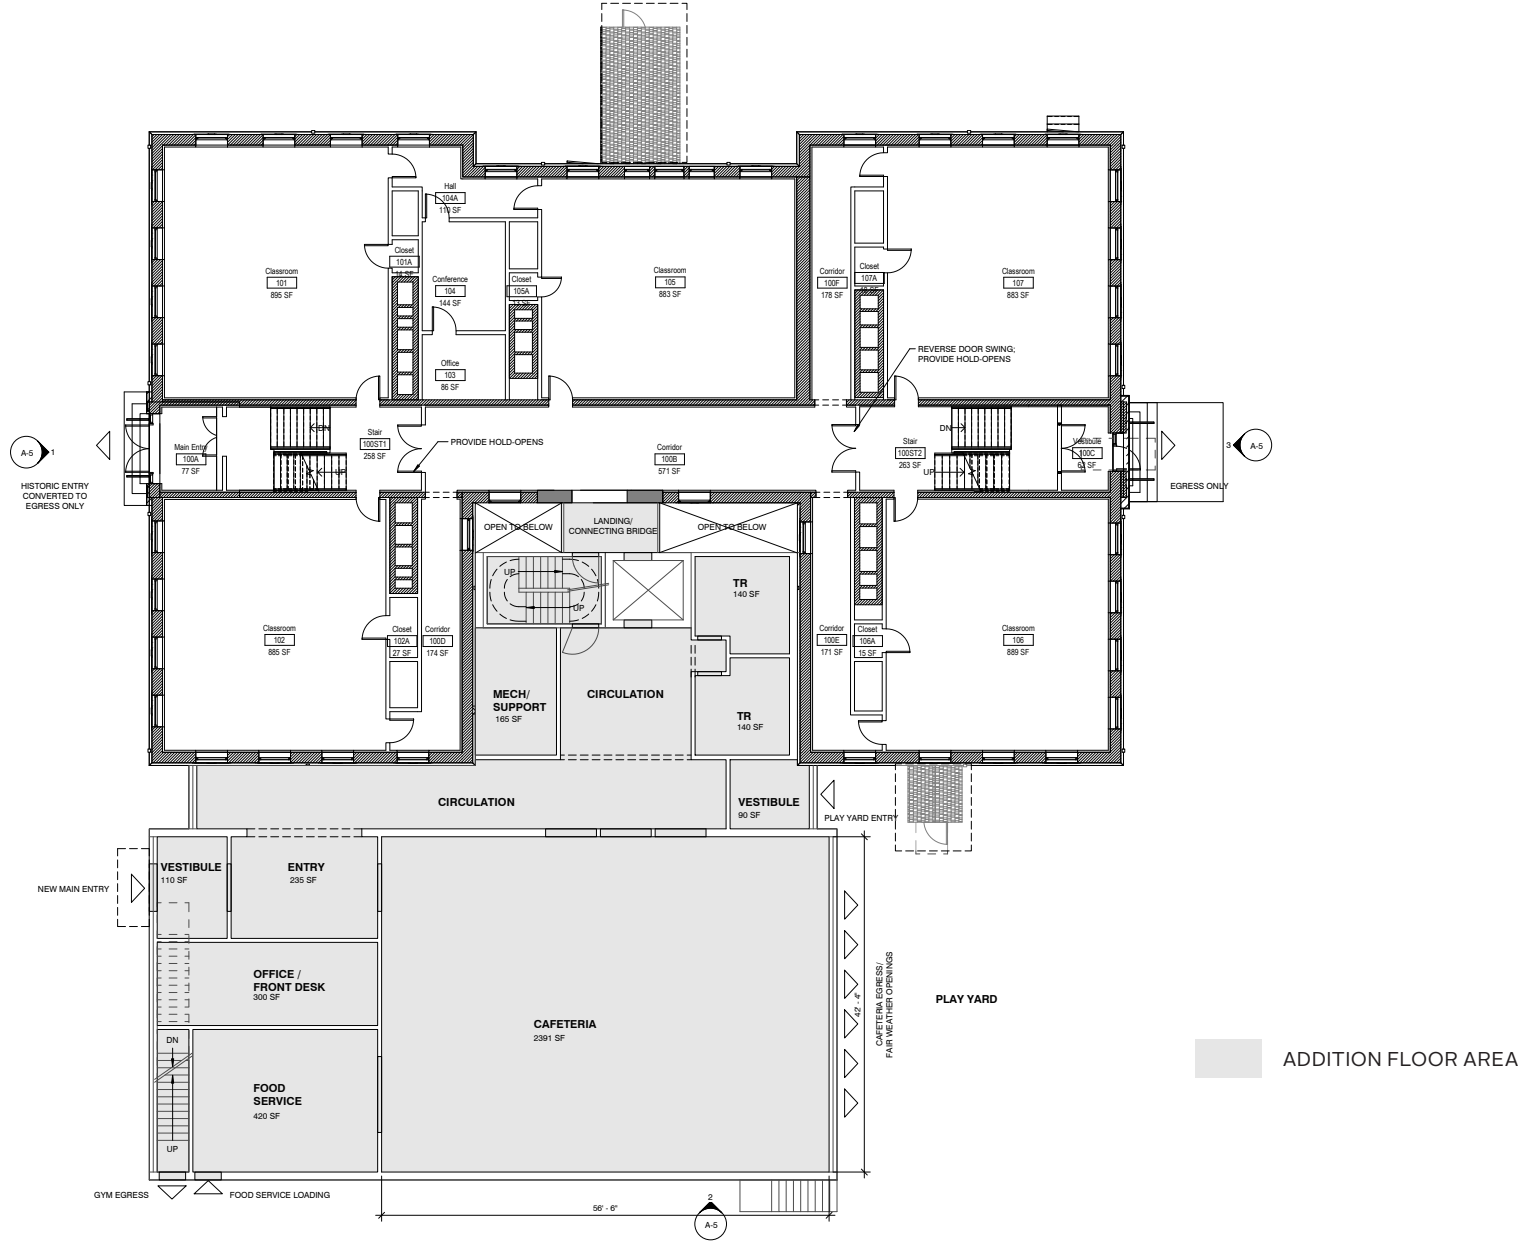 Hall
104A
110 SF
Closet
101A
14 SF
Classroom
101
895 SF
Conference
104
144 SF
Closet
105A
Classroom
105
883 SF
Corridor
100F
178 SF
Closet
107A
Classroom
107
883 SF
Office
103
86 SF
REVERSE DOOR SWING;
PROVIDE HOLD-OPENS
A-5
1
HISTORIC ENTRY
CONVERTED TO
EGRESS ONLY
Main Entry
100A
77 SF
DN
UP
Stair
100ST1
258 SF
PROVIDE HOLD-OPENS
Corridor
100B
571 SF
Stair
100ST2
263 SF
DN
UP
Vestibule
100C
EGRESS ONLY
3
A-5
OPEN TO BELOW
LANDING/
CONNECTING BRIDGE
OPEN TO BELOW
UP
UP
TR
140 SF
Classroom
102
885 SF
Closet
102A
27 SF
Corridor
100D
174 SF
Corridor
100E
171 SF
Closet
106A
15 SF
Classroom
106
889 SF
MECH/
SUPPORT
165 SF
CIRCULATION
TR
140 SF
CIRCULATION
VESTIBULE
90 SF
PLAY YARD ENTRY
NEW MAIN ENTRY
VESTIBULE
110 SF
ENTRY
235 SF
OFFICE /
FRONT DESK
300 SF
CAFETERIA
2391 SF
42' - 4"
CAFETERIA EGRESS/
FAIR WEATHER OPENINGS
PLAY YARD
DN
UP
FOOD
SERVICE
420 SF
ADDITION FLOOR AREA
GYM EGRESS
FOOD SERVICE LOADING
56' - 6"
2
A-5